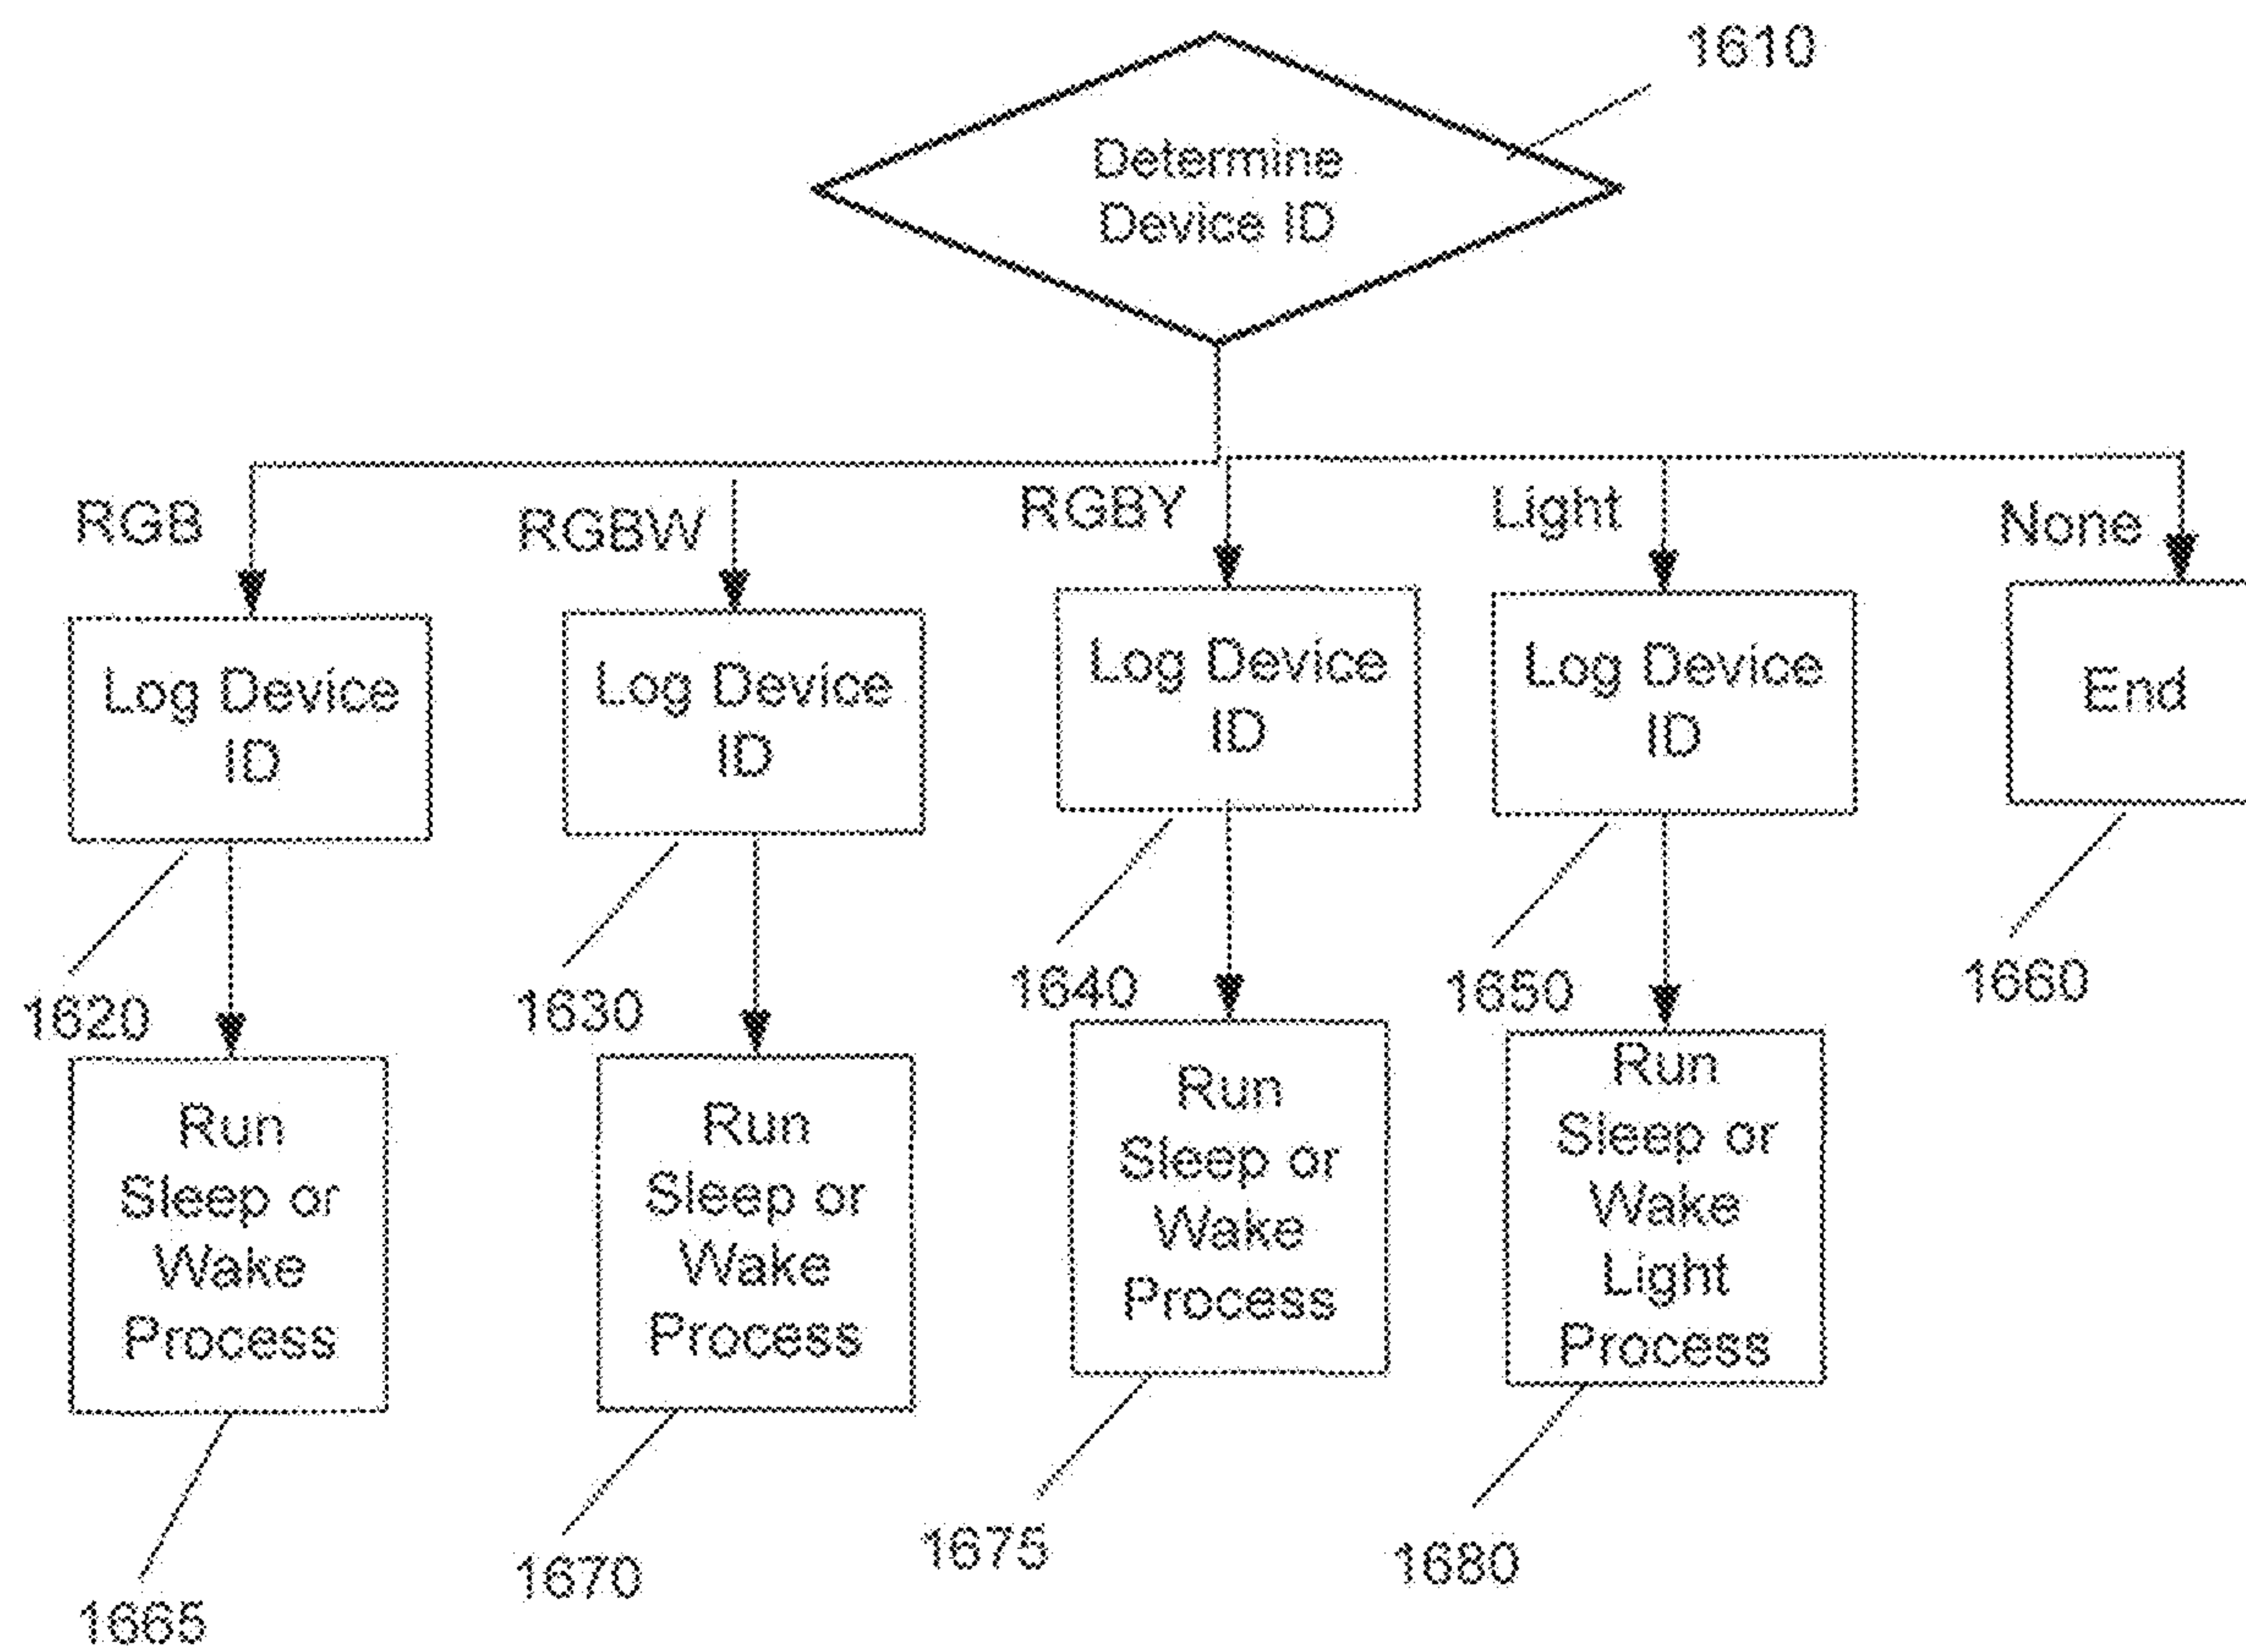 1610
Determine
Device ID
RGB
RGBW
RGBY
Light
None
Log Device
ID
Log Device
ID
Log Device
ID
Log Device
ID
End
1620
1630
1640
1650
1660
Run
Sleep or
Wake
Process
Run
Sleep or
Wake
Process
Run
Sleep or
Wake
Process
Run
Sleep or
Wake
Light
Process
1665
1670
1675
1680